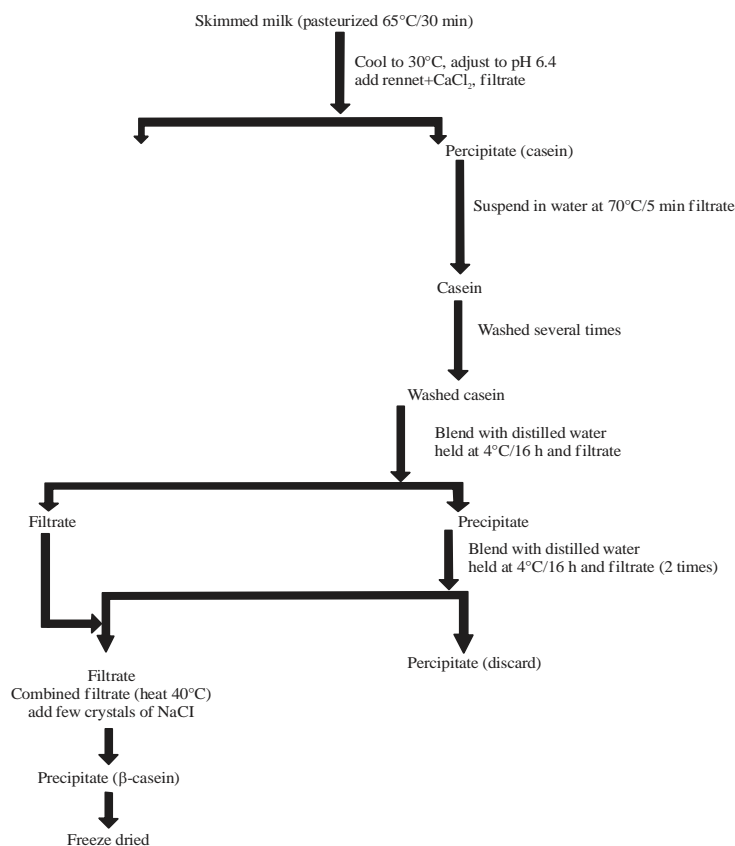 Skimmed milk (pasteurized 65°C/30 min)
Cool to 30°C, adjust to pH 6.4
add rennet+CaCl₂, filtrate
Percipitate (casein)
Suspend in water at 70°C/5 min filtrate
Casein
Washed several times
Washed casein
Blend with distilled water
held at 4°C/16 h and filtrate
Filtrate
Precipitate
Blend with distilled water
held at 4°C/16 h and filtrate (2 times)
Percipitate (discard)
Filtrate
Combined filtrate (heat 40°C)
add few crystals of NaCI
Precipitate (β-casein)
Freeze dried